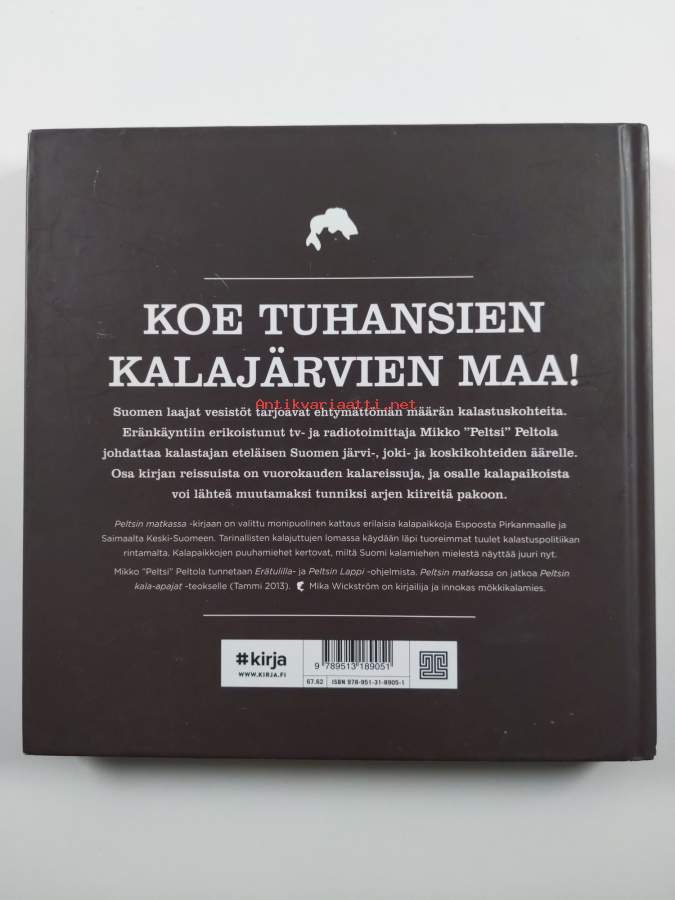 KOE TUHANSIEN
KALAJÄRVIEN MAA!
Antikvariaatti.net
Suomen laajat vesistöt tarjoavat ehtymättömän määrän kalastuskohteita.
Eränkäyntiin erikoistunut tv- ja radiotoimittaja Mikko ”Peltsi” Peltola
johdattaa kalastajan eteläisen Suomen järvi-, joki- ja koskikohteiden äärelle.
Osa kirjan reissuista on vuorokauden kalareissuja, ja osalle kalapaikoista
voi lähteä muutamaksi tunniksi arjen kiireitä pakoon.
Peltsin matkassa -kirjaan on valittu monipuolinen kattaus erilaisia kalapaikkoja Espoosta Pirkanmaalle ja
Saimaalta Keski-Suomeen. Tarinallisten kalajuttujen lomassa käydään läpi tuoreimmat tuulet kalastuspolitiikan
rintamalta. Kalapaikkojen puuhamiehet kertovat, miltä Suomi kalamiehen mielestä näyttää juuri nyt.
Mikko ”Peltsi” Peltola tunnetaan Erätulilla- ja Peltsin Lappi -ohjelmista. Peltsin matkassa on jatkoa Peltsin
kala-apajat -teokselle (Tammi 2013). Mika Wickström on kirjailija ja innokas mökkikalamies.
#kirja
WWW.KIRJA.FI
9 789513 189051
67.62 ISBN 978-951-31-8905-1